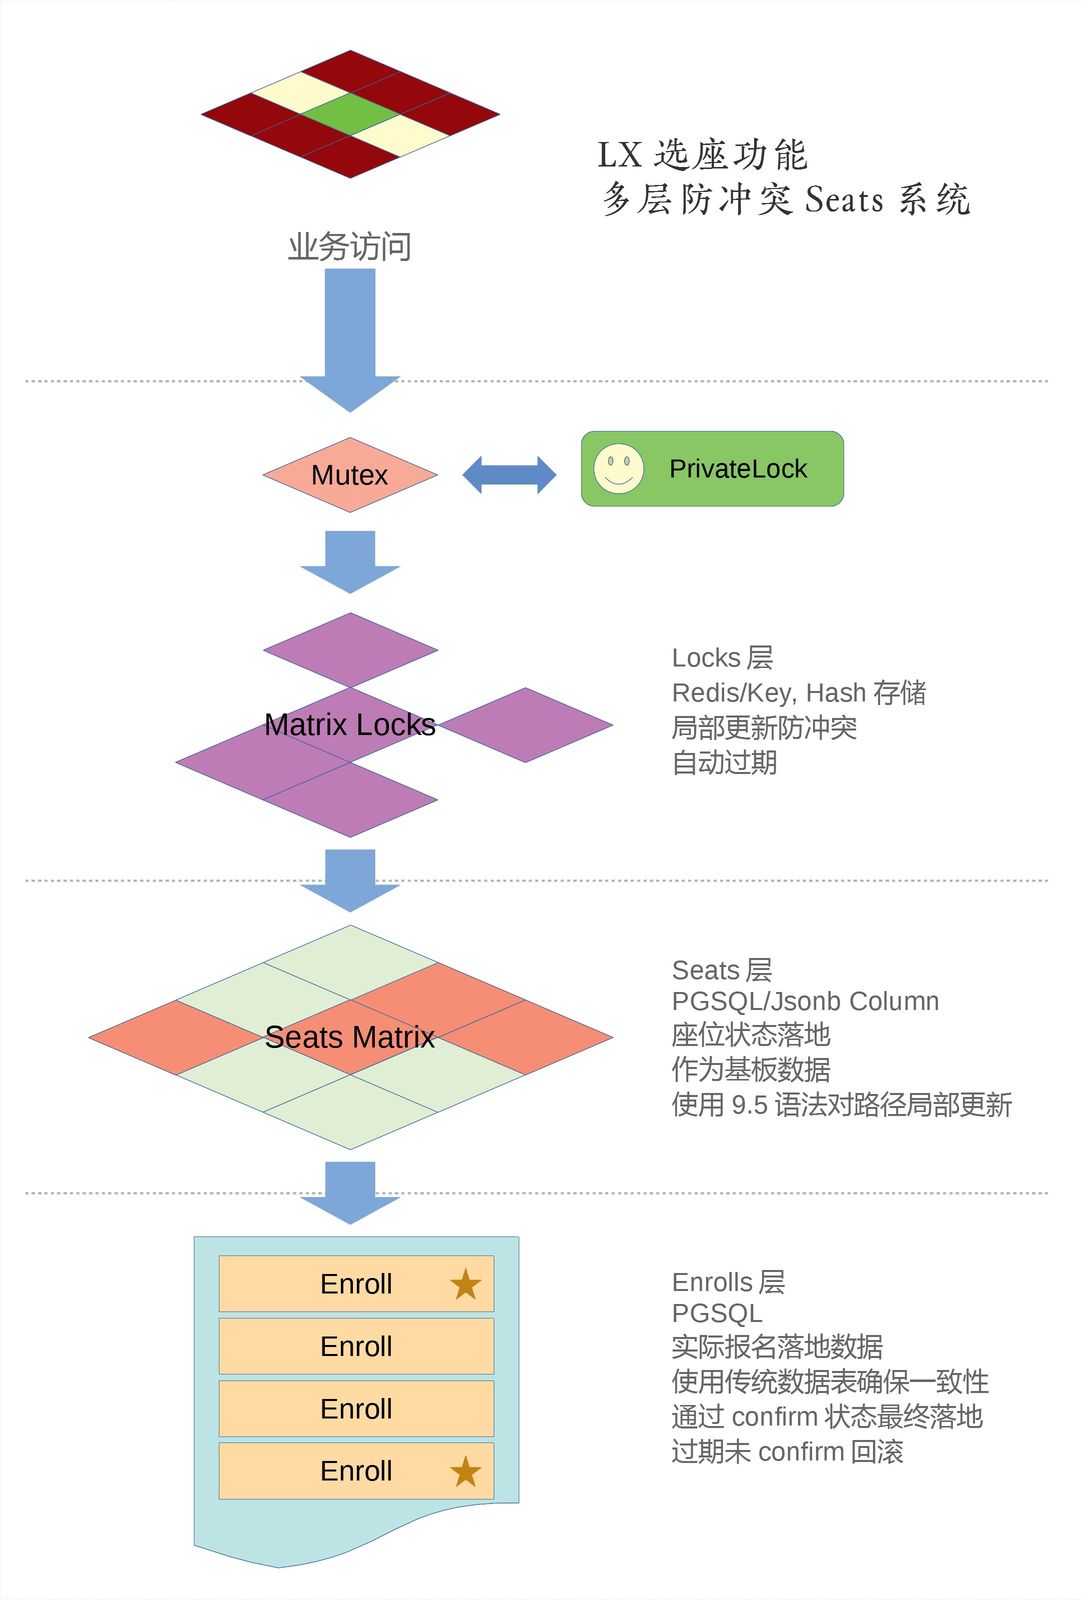 LX 选座功能
多层防冲突 Seats 系统
业务访问
Mutex
PrivateLock
Matrix Locks
Locks 层
Redis/Key, Hash 存储
局部更新防冲突
自动过期
Seats Matrix
Seats 层
PGSQL/Jsonb Column
座位状态落地
作为基板数据
使用 9.5 语法对路径局部更新
Enroll
Enroll
Enroll
Enroll
Enrolls 层
PGSQL
实际报名落地数据
使用传统数据表确保一致性
通过 confirm 状态最终落地
过期未 confirm 回滚